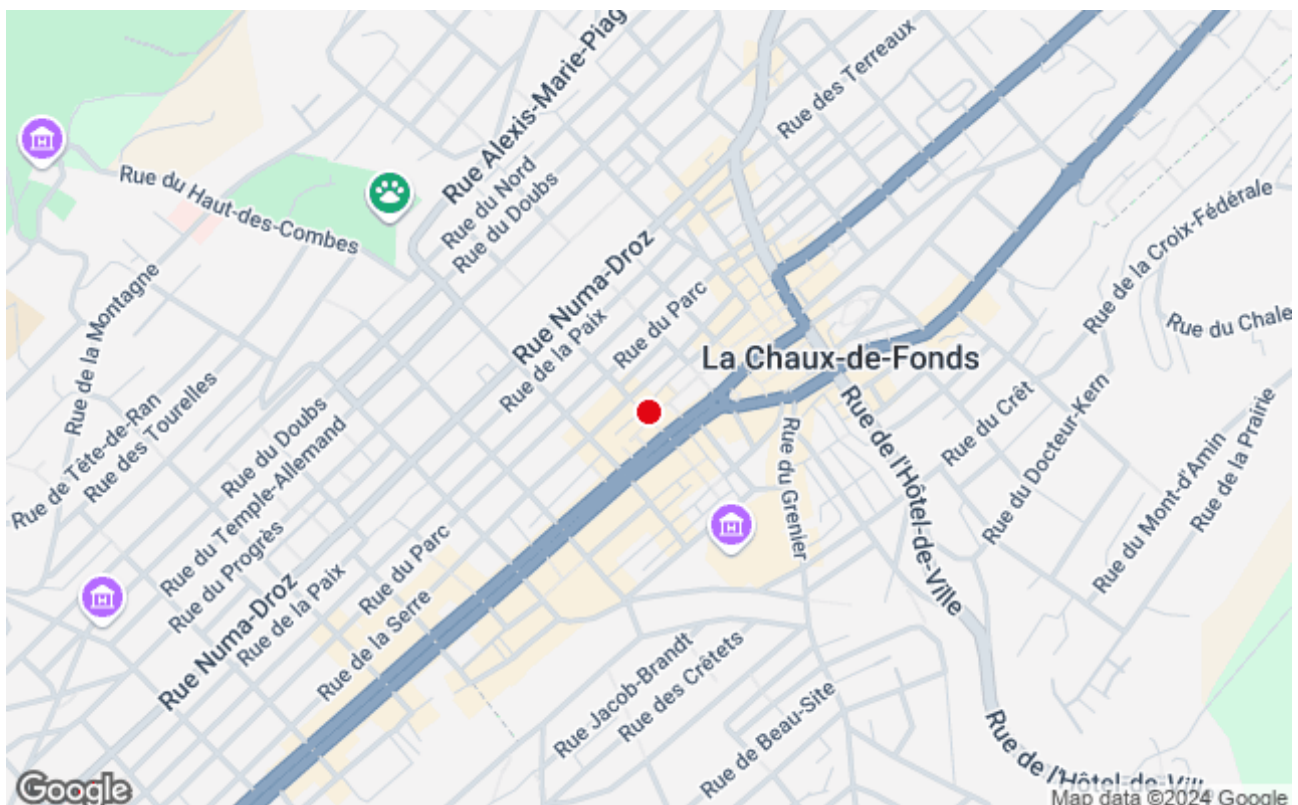 Rue des Terreaux
Rue Alexis-Marie-Piag
Rue du Haut-des-Combes
Rue du Nord
Rue du Doubs
Rue de la Croix-Fédérale
Rue Numa-Droz
Rue de la Montagne
Rue du Parc
Rue de la Paix
Rue du Chale
La Chaux-de-Fonds
Rue des Tourelles
Rue de Tête-de-Ran
Rue du Doubs
Rue du Temple-Allemand
Rue de l'Hôtel-de-Ville
Rue du Crêt
Rue du Docteur-Kern
Rue du Grenier
Rue du Mont-d'Amin
Rue de la Prairie
Rue du Progrès
Rue du Parc
Rue Numa-Droz
Rue de la Paix
Rue de la Serre
Rue Jacob-Brandt
Rue des Crêtets
Rue de Beau-Site
Rue de l'Hôtel-de-Vill
Google
Map data ©2024 Google